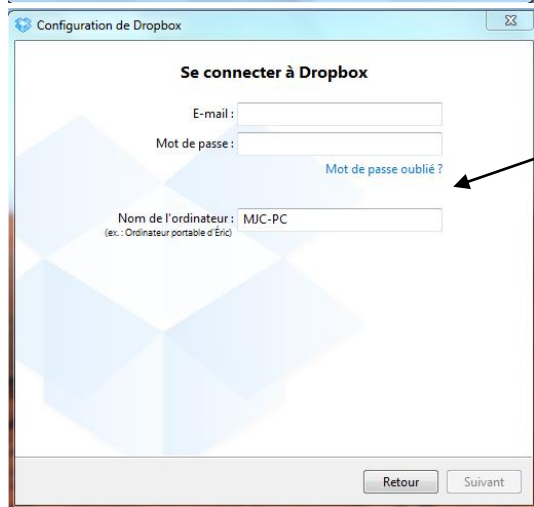 Configuration de Dropbox
Se connecter à Dropbox
E-mail :
Mot de passe :
Mot de passe oublié ?
Nom de l'ordinateur : MJC-PC
(ex. : Ordinateur portable d'Éric)
Retour Suivant